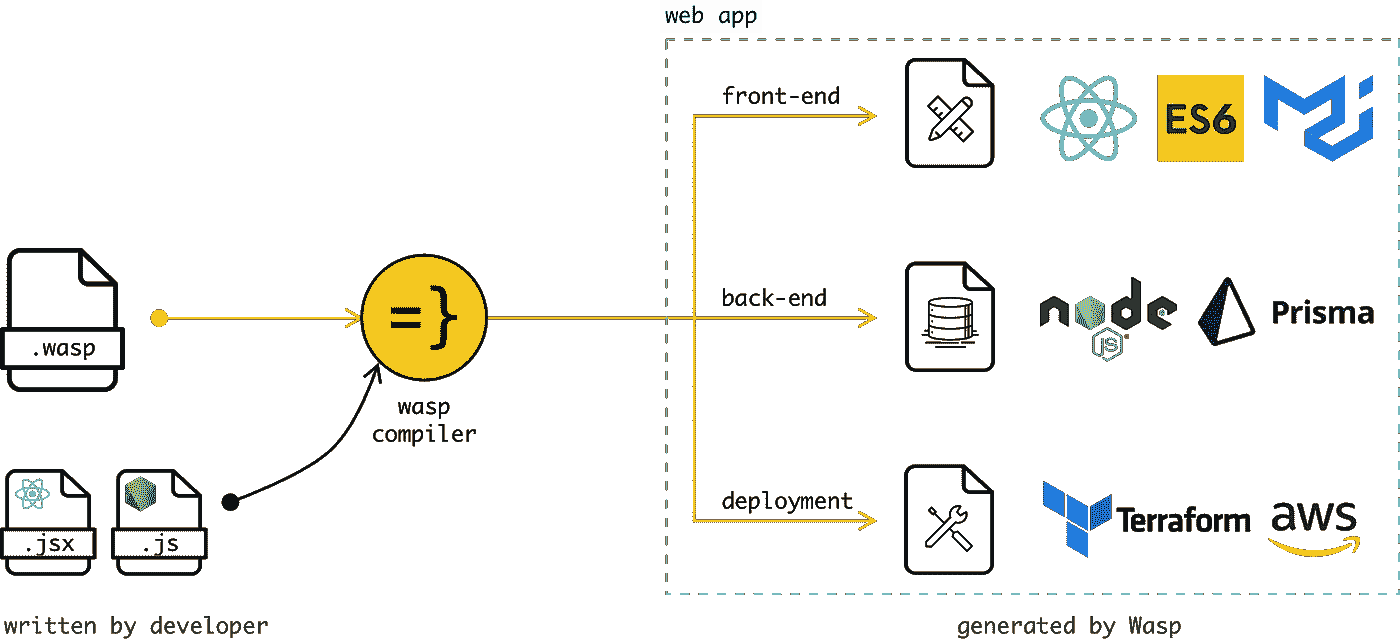 web app
front-end
ES6
back-end
node
JS
Prisma
.wasp
=}
wasp
compiler
deployment
Terraform
aws
.jsx
.js
written by developer
generated by Wasp